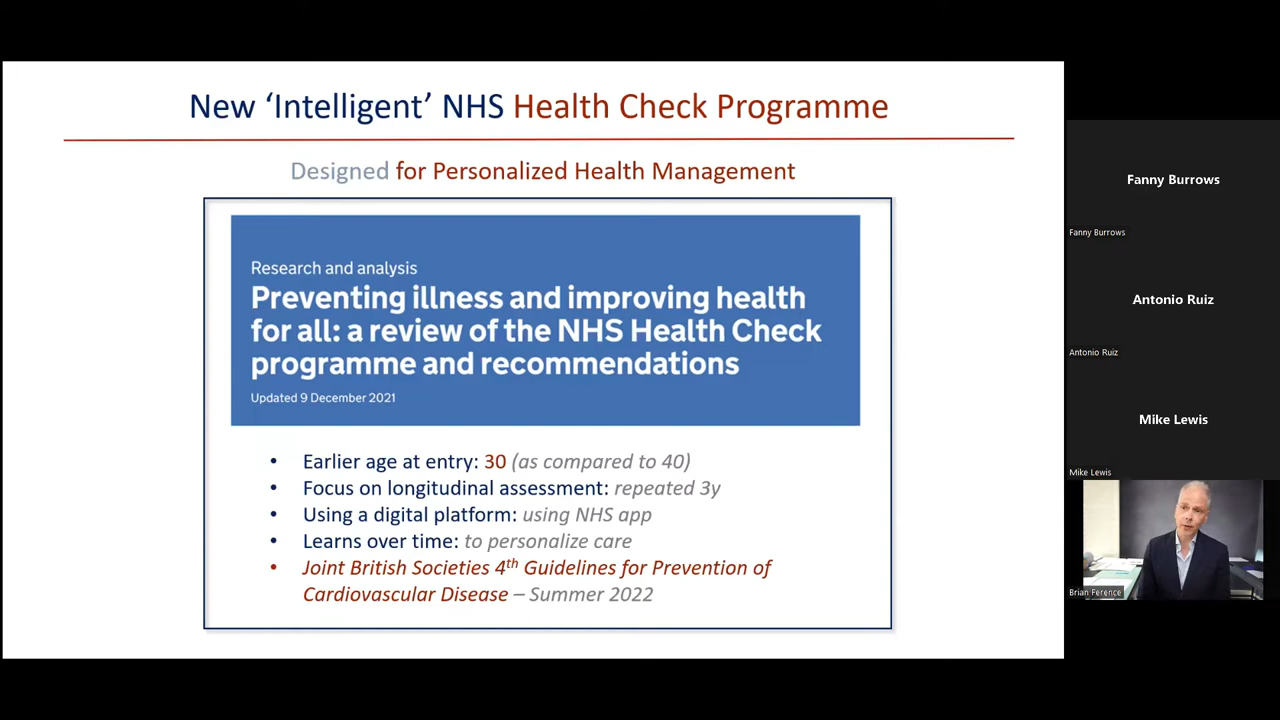 New ‘Intelligent’ NHS Health Check Programme
Designed for Personalized Health Management
Research and analysis
Preventing illness and improving health
for all: a review of the NHS Health Check
programme and recommendations
Updated 9 December 2021
• Earlier age at entry: 30 (as compared to 40)
• Focus on longitudinal assessment: repeated 3y
• Using a digital platform: using NHS app
• Learns over time: to personalize care
• Joint British Societies 4th Guidelines for Prevention of
Cardiovascular Disease – Summer 2022
Fanny Burrows
Fanny Burrows
Antonio Ruiz
Antonio Ruiz
Mike Lewis
Mike Lewis
Brian Ference